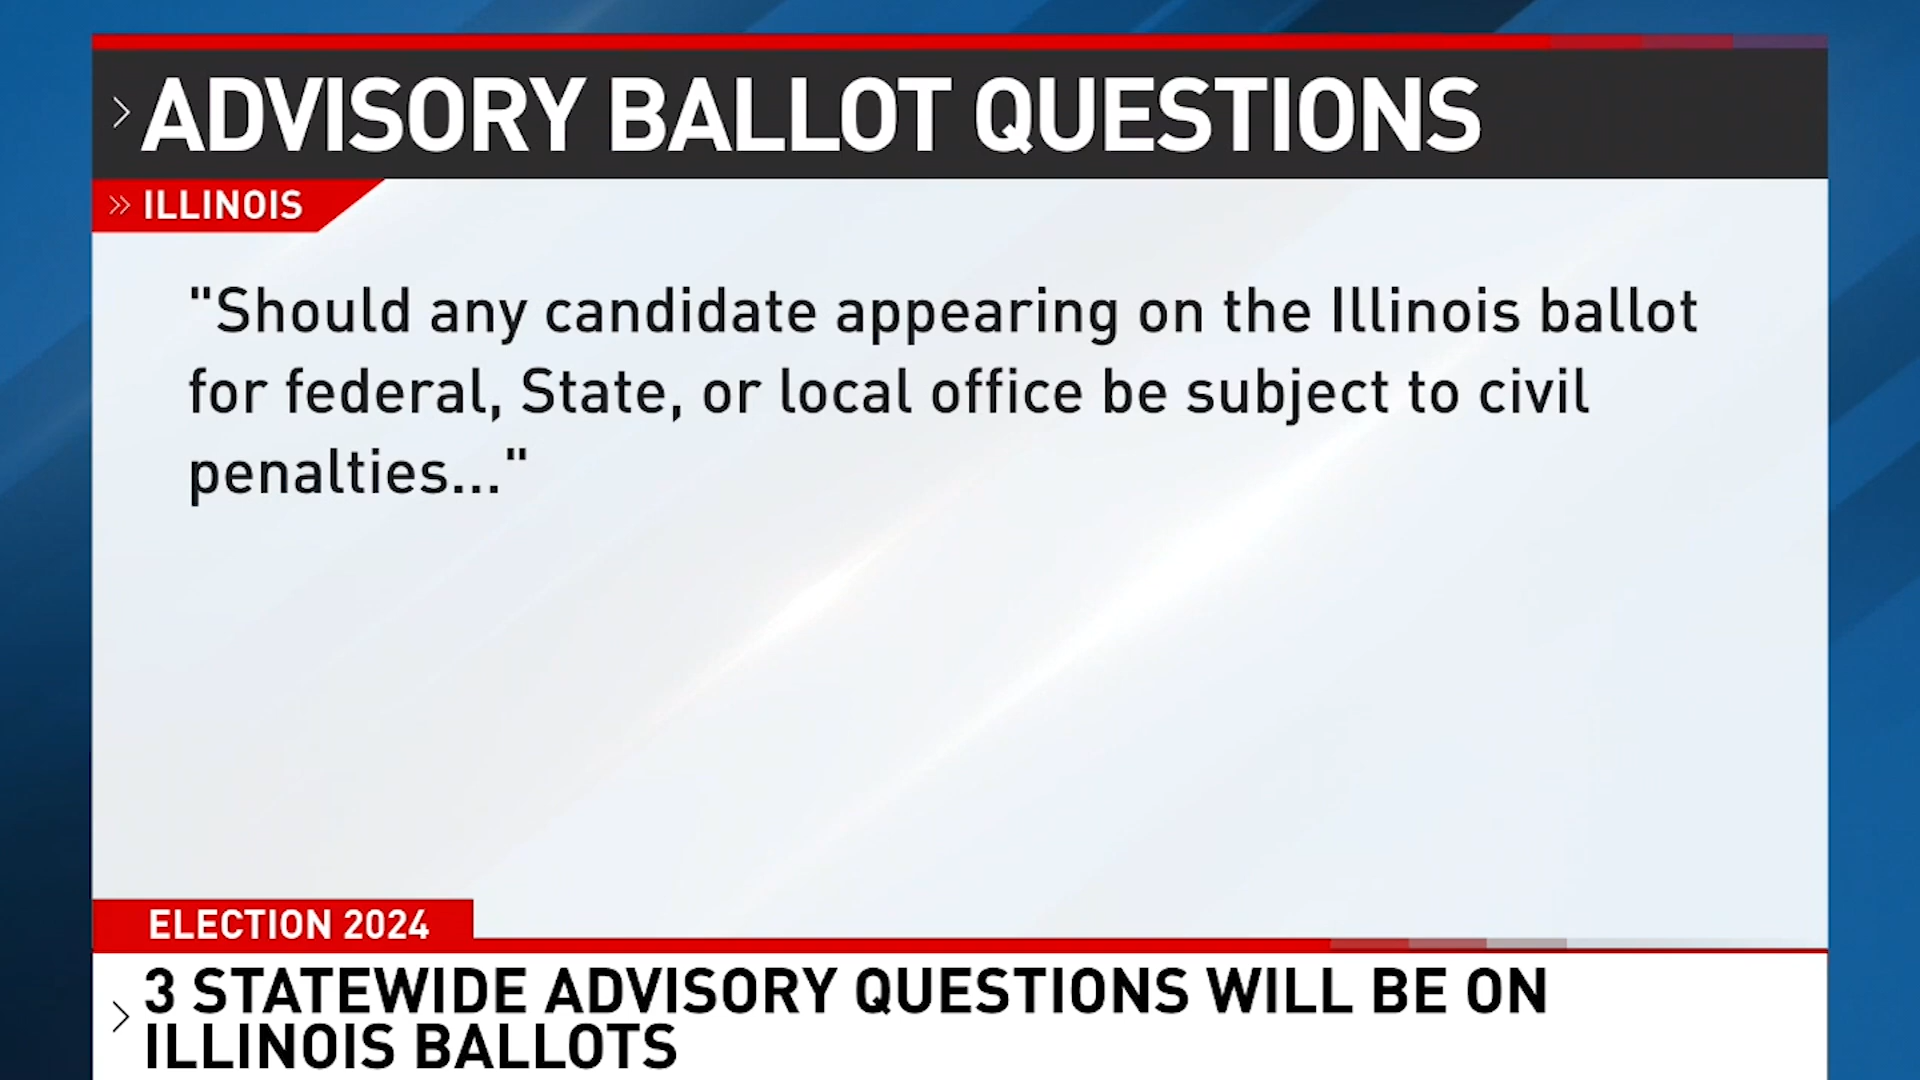 ADVISORY BALLOT QUESTIONS
ILLINOIS
"Should any candidate appearing on the Illinois ballot
for federal, State, or local office be subject to civil
penalties..."
ELECTION 2024
3 STATEWIDE ADVISORY QUESTIONS WILL BE ON
ILLINOIS BALLOTS